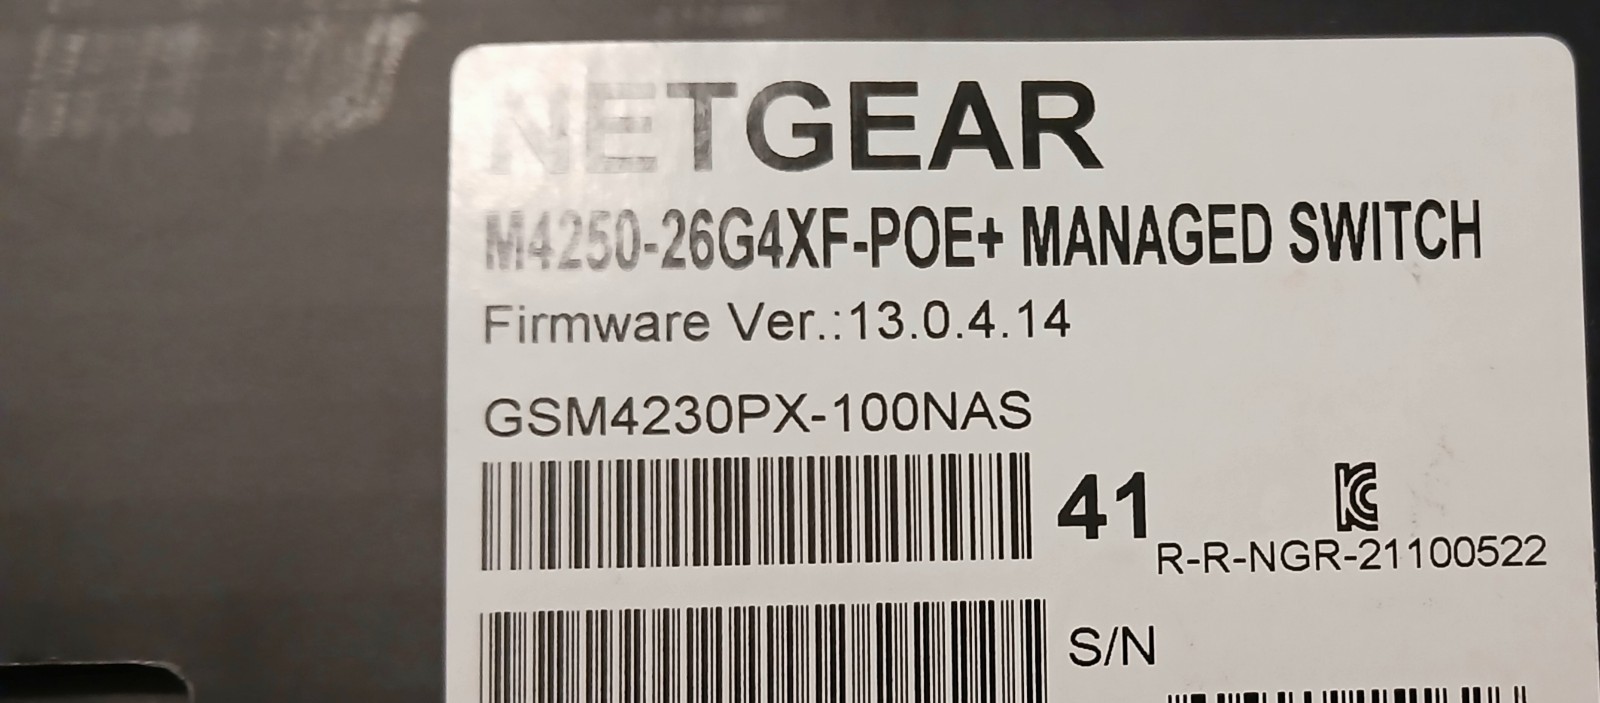 NETGEAR
M4250-26G4XF-POE+ MANAGED SWITCH
Firmware Ver.:13.0.4.14
GSM4230PX-100NAS
41
R-R-NGR-21100522
S/N